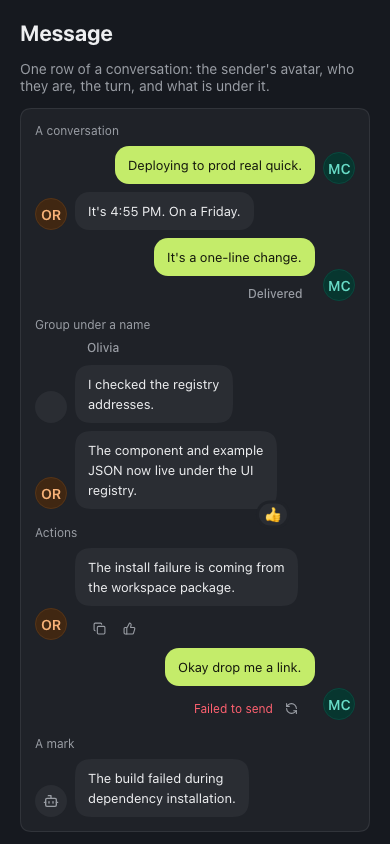 Message
One row of a conversation: the sender's avatar, who
they are, the turn, and what is under it.
A conversation
Deploying to prod real quick.
MC
OR
It's 4:55 PM. On a Friday.
It's a one-line change.
MC
Delivered
Group under a name
Olivia
I checked the registry
addresses.
The component and example
JSON now live under the UI
registry.
OR
Actions
The install failure is coming from
the workspace package.
OR
Okay drop me a link.
MC
Failed to send
A mark
The build failed during
dependency installation.